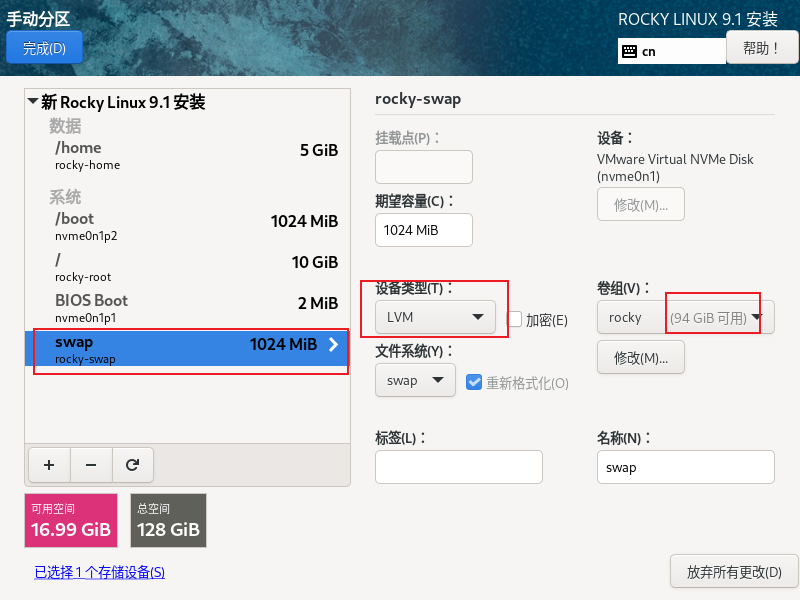 手动分区
ROCKY LINUX 9.1 安装
完成(D)
cn
帮助！
新 Rocky Linux 9.1 安装
数据
/home
5 GiB
rocky-home
系统
/boot
1024 MiB
nvme0n1p2
/
10 GiB
rocky-root
BIOS Boot
2 MiB
nvme0n1p1
swap
1024 MiB
rocky-swap
可用空间
16.99 GiB
总空间
128 GiB
已选择 1 个存储设备(S)
rocky-swap
挂载点(P)：
设备：
VMware Virtual NVMe Disk
(nvme0n1)
修改(M)...
期望容量(C)：
1024 MiB
设备类型(T)：
LVM
加密(E)
卷组(V)：
rocky (94 GiB 可用)
修改(M)...
文件系统(Y)：
swap
重新格式化(O)
标签(L)：
名称(N)：
swap
放弃所有更改(D)